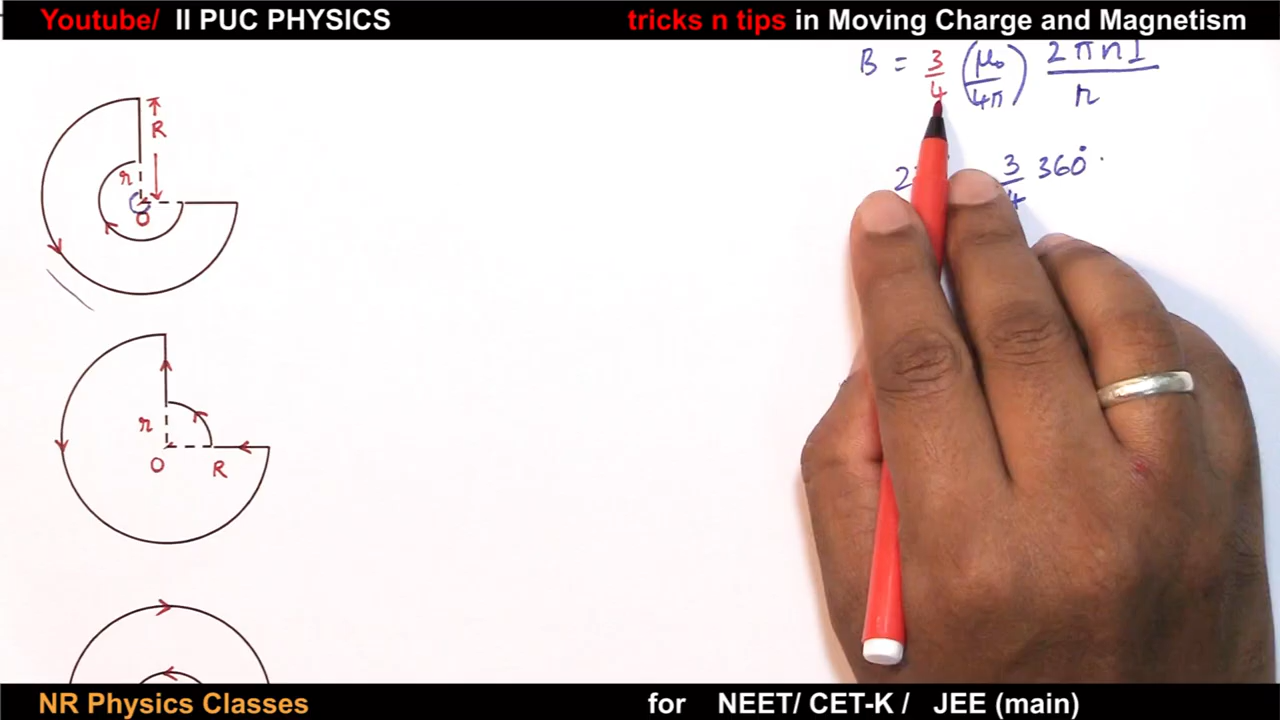 Youtube/ II PUC PHYSICS
tricks n tips in Moving Charge and Magnetism
B = 3/4 (μ₀/4π) 2πnI/r
3/4 360°
R
r
O
r
O
R
NR Physics Classes
for NEET/ CET-K / JEE (main)